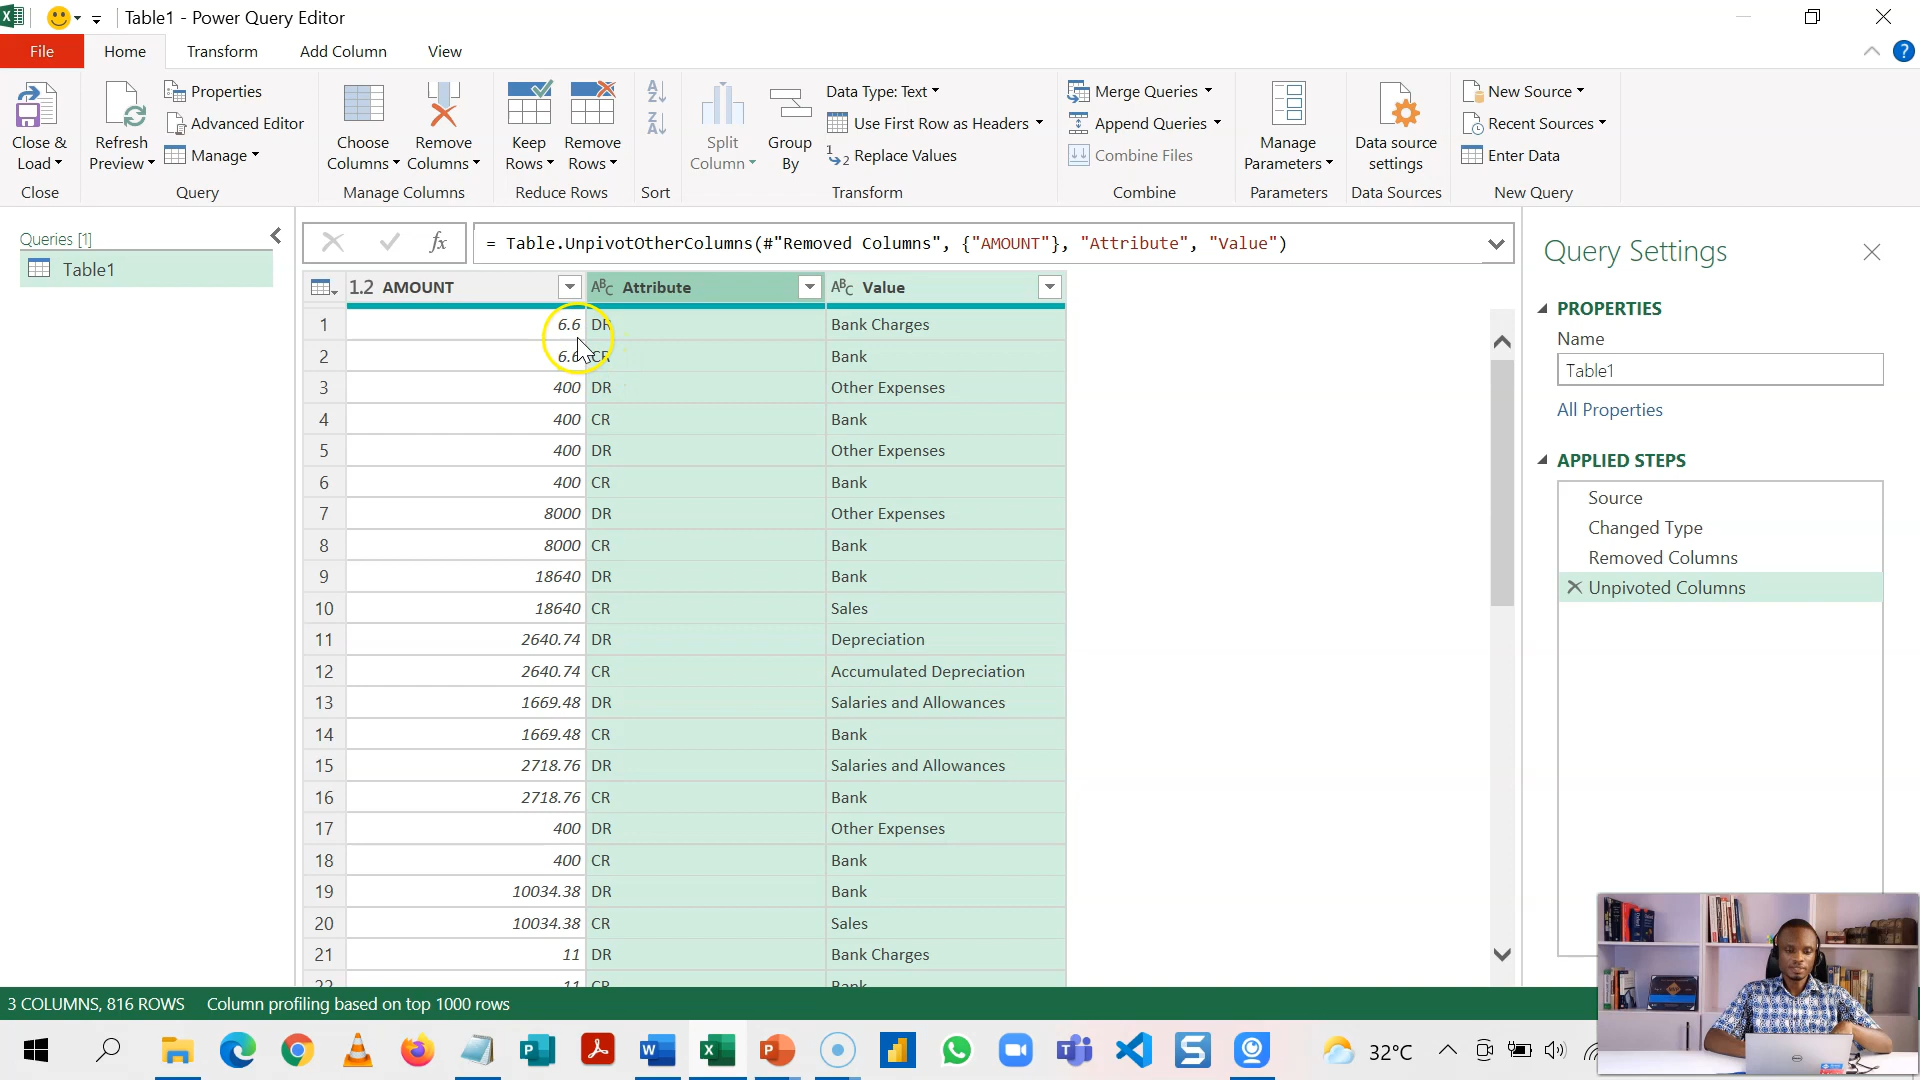 Table1 - Power Query Editor
File Home Transform Add Column View
Close & Load
Refresh Preview
Properties
Advanced Editor
Manage
Choose Columns
Remove Columns
Keep Rows
Remove Rows
Split Column
Group By
Data Type: Text
Use First Row as Headers
Replace Values
Merge Queries
Append Queries
Combine Files
Manage Parameters
Data source settings
New Source
Recent Sources
Enter Data
Close Query Manage Columns Reduce Rows Sort Transform Combine Parameters Data Sources New Query
Queries [1]
Table1
fx = Table.UnpivotOtherColumns(#"Removed Columns", {"AMOUNT"}, "Attribute", "Value")
1.2 AMOUNT ABC Attribute ABC Value
1 6.6 DR Bank Charges
2 6.6 CR Bank
3 400 DR Other Expenses
4 400 CR Bank
5 400 DR Other Expenses
6 400 CR Bank
7 8000 DR Other Expenses
8 8000 CR Bank
9 18640 DR Bank
10 18640 CR Sales
11 2640.74 DR Depreciation
12 2640.74 CR Accumulated Depreciation
13 1669.48 DR Salaries and Allowances
14 1669.48 CR Bank
15 2718.76 DR Salaries and Allowances
16 2718.76 CR Bank
17 400 DR Other Expenses
18 400 CR Bank
19 10034.38 DR Bank
20 10034.38 CR Sales
21 11 DR Bank Charges
22 11 CR Bank
Query Settings
PROPERTIES
Name
Table1
All Properties
APPLIED STEPS
Source
Changed Type
Removed Columns
Unpivoted Columns
3 COLUMNS, 816 ROWS Column profiling based on top 1000 rows
32°C